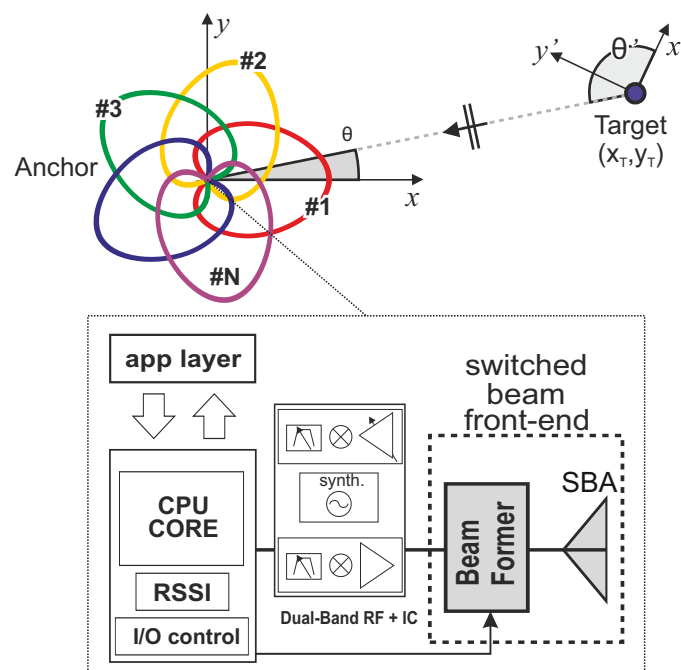 y
#2
#3
y’
θ’
x
Anchor
θ
Target
(x_T,y_T)
x
#1
#N
app layer
switched
beam
front-end
CPU
CORE
synth.
SBA
Beam
Former
RSSI
I/O control
Dual-Band RF + IC